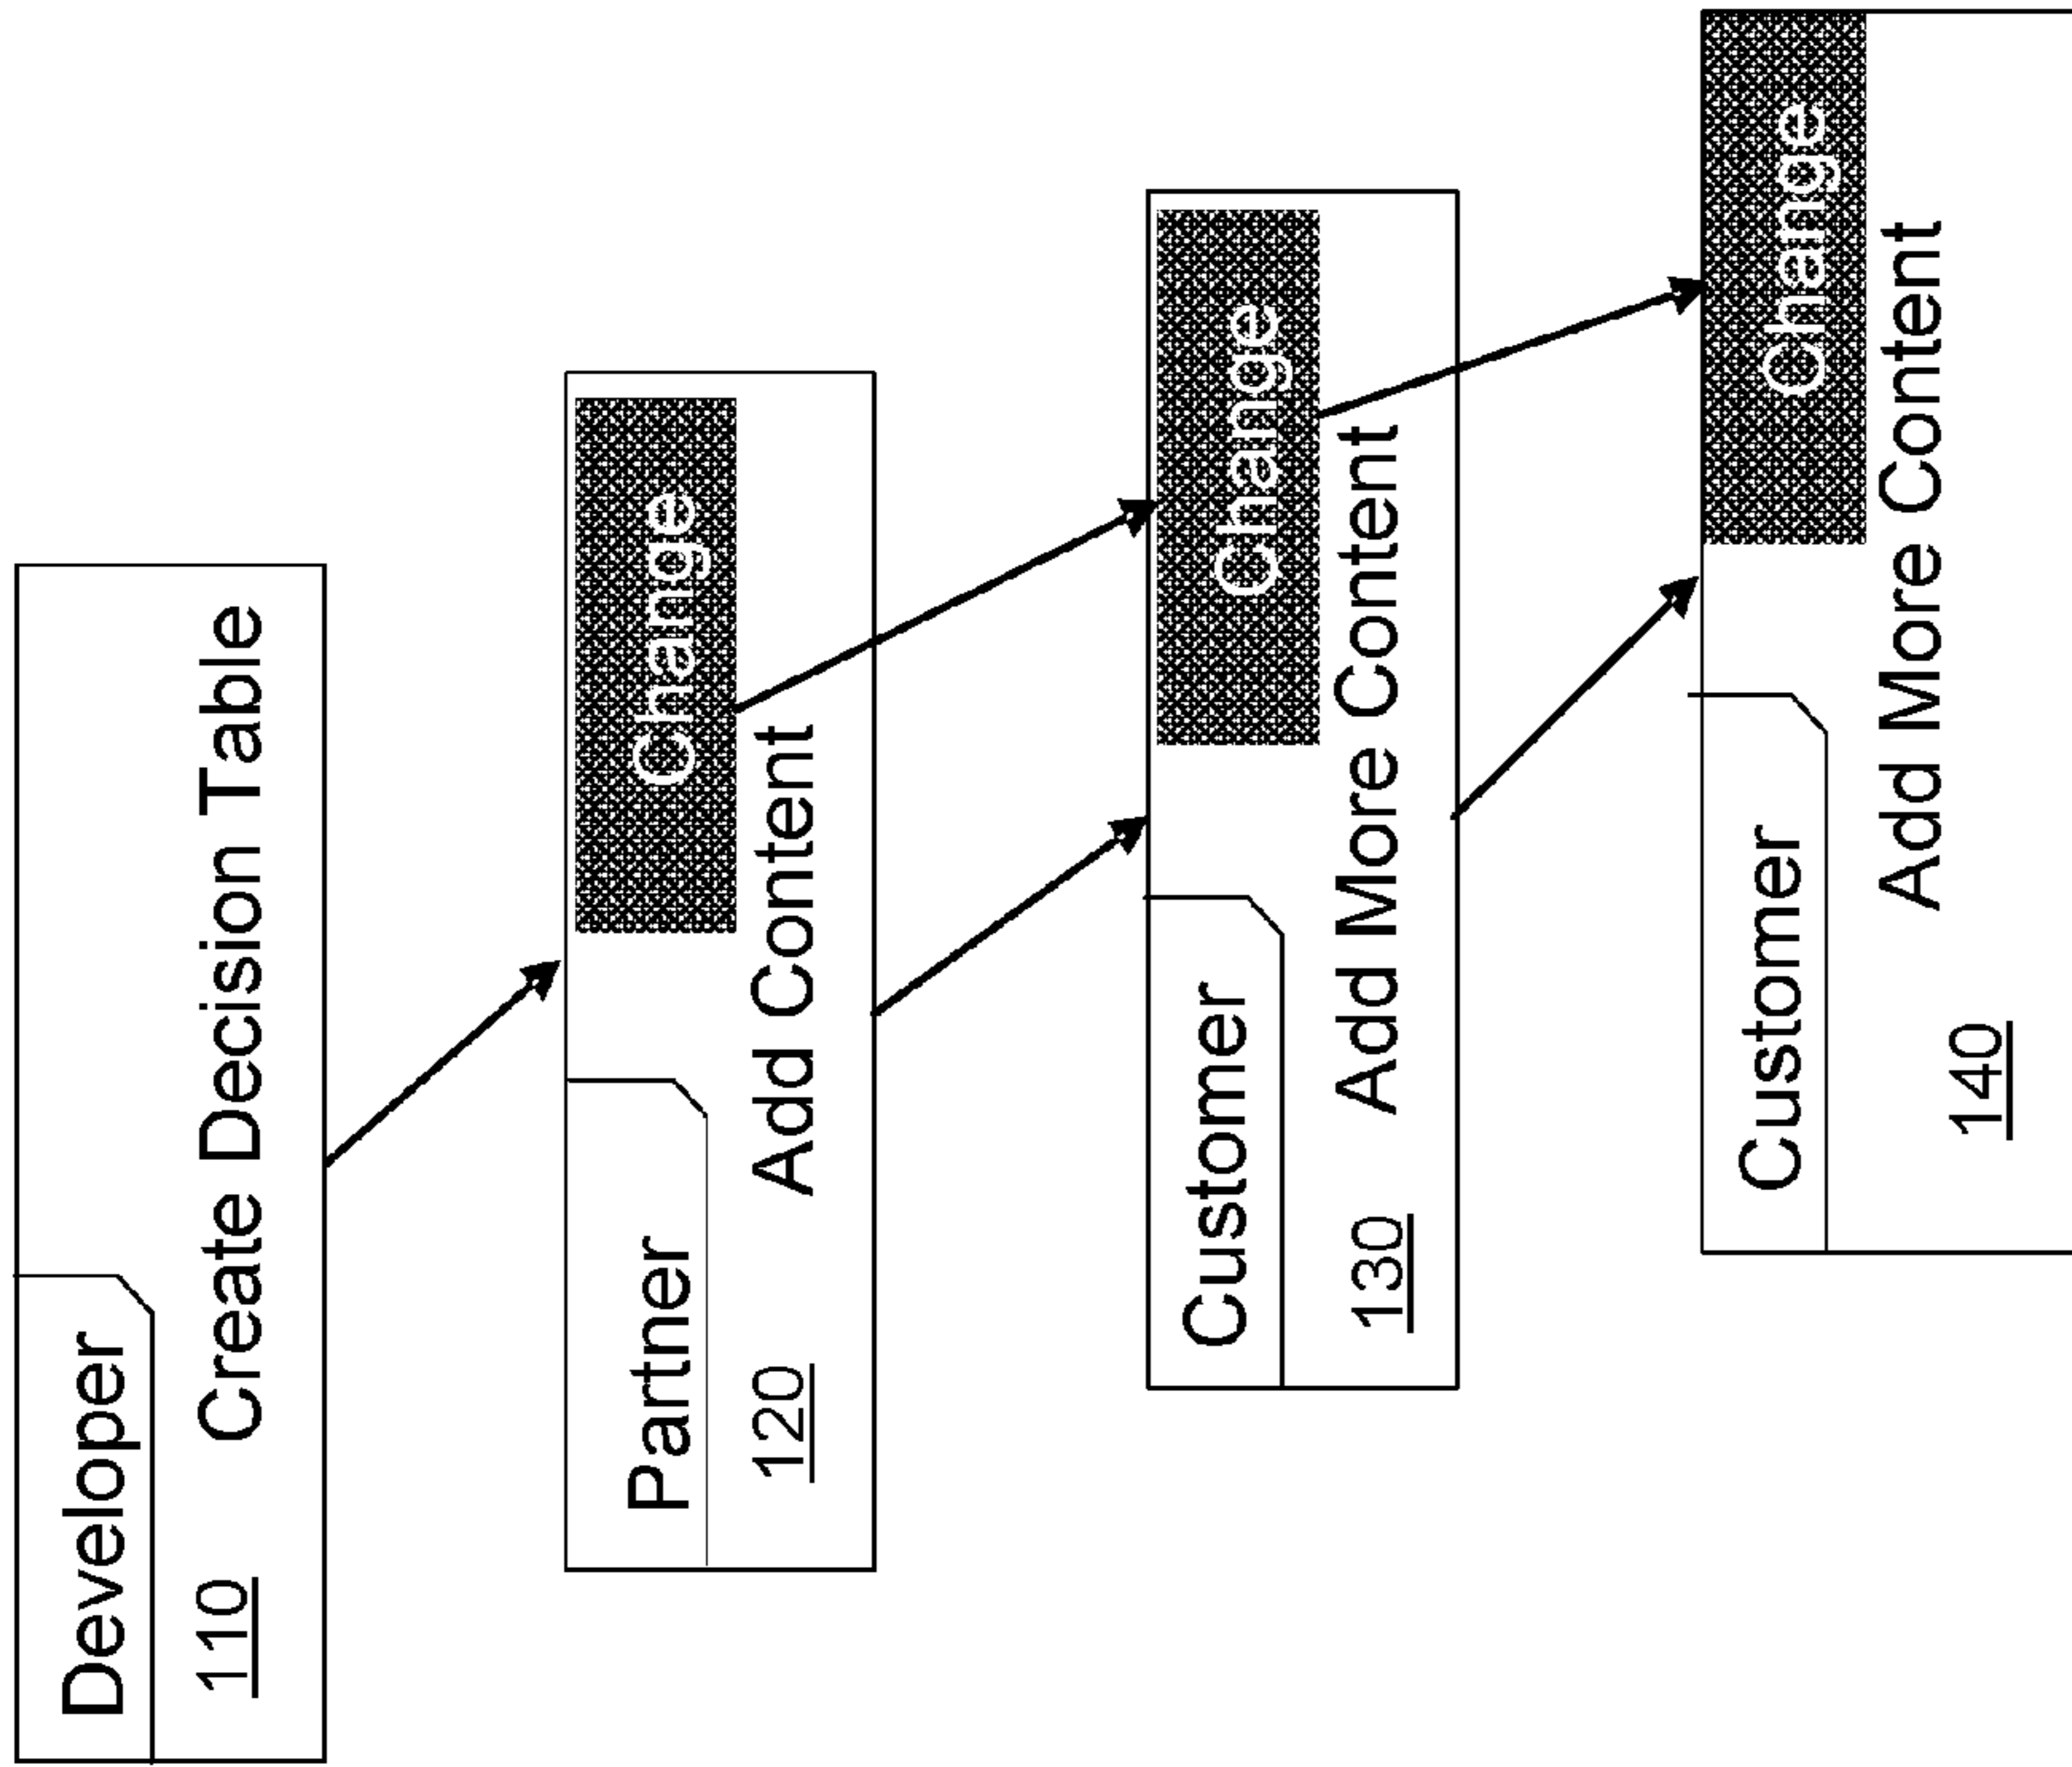 Developer
110 Create Decision Table
Partner
Change
120 Add Content
Customer
Change
130 Add More Content
Customer
Change
Add More Content
140